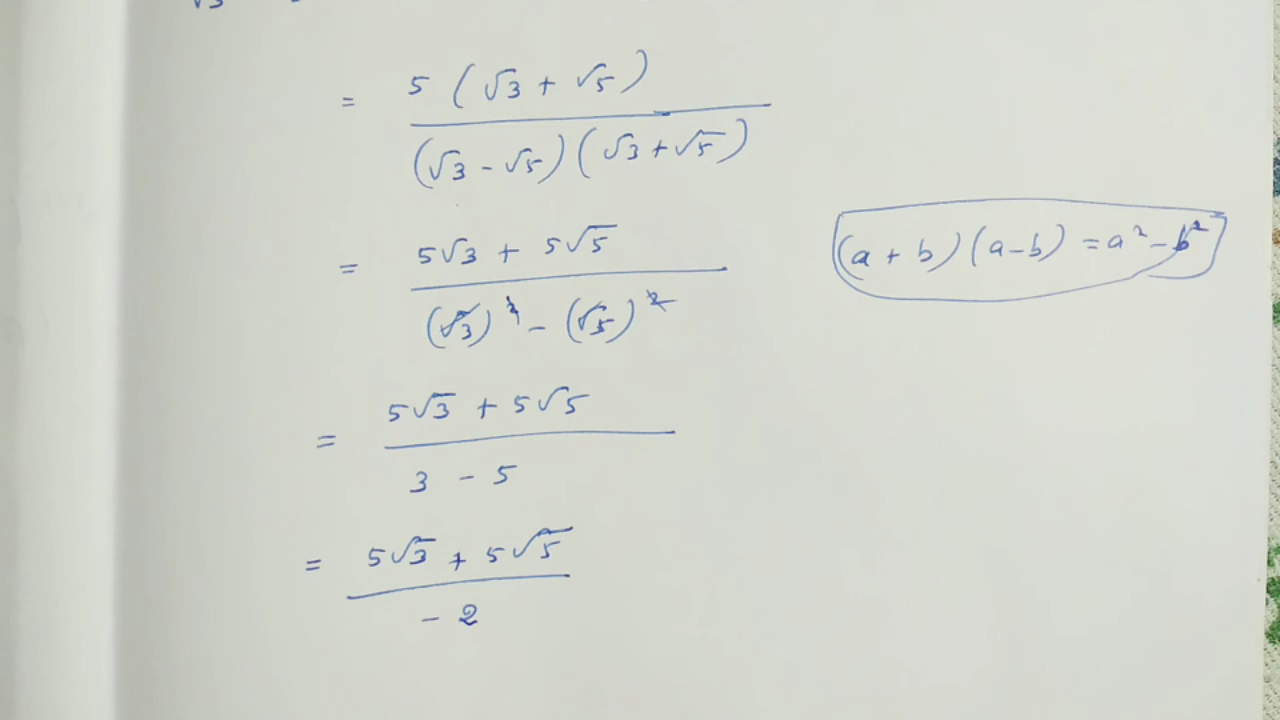 √3
= 5 (√3 + √5) / (√3 - √5) (√3 + √5)
= 5√3 + 5√5 / (√3)² - (√5)²
(a + b) (a - b) = a² - b²
= 5√3 + 5√5 / 3 - 5
= 5√3 + 5√5 / - 2